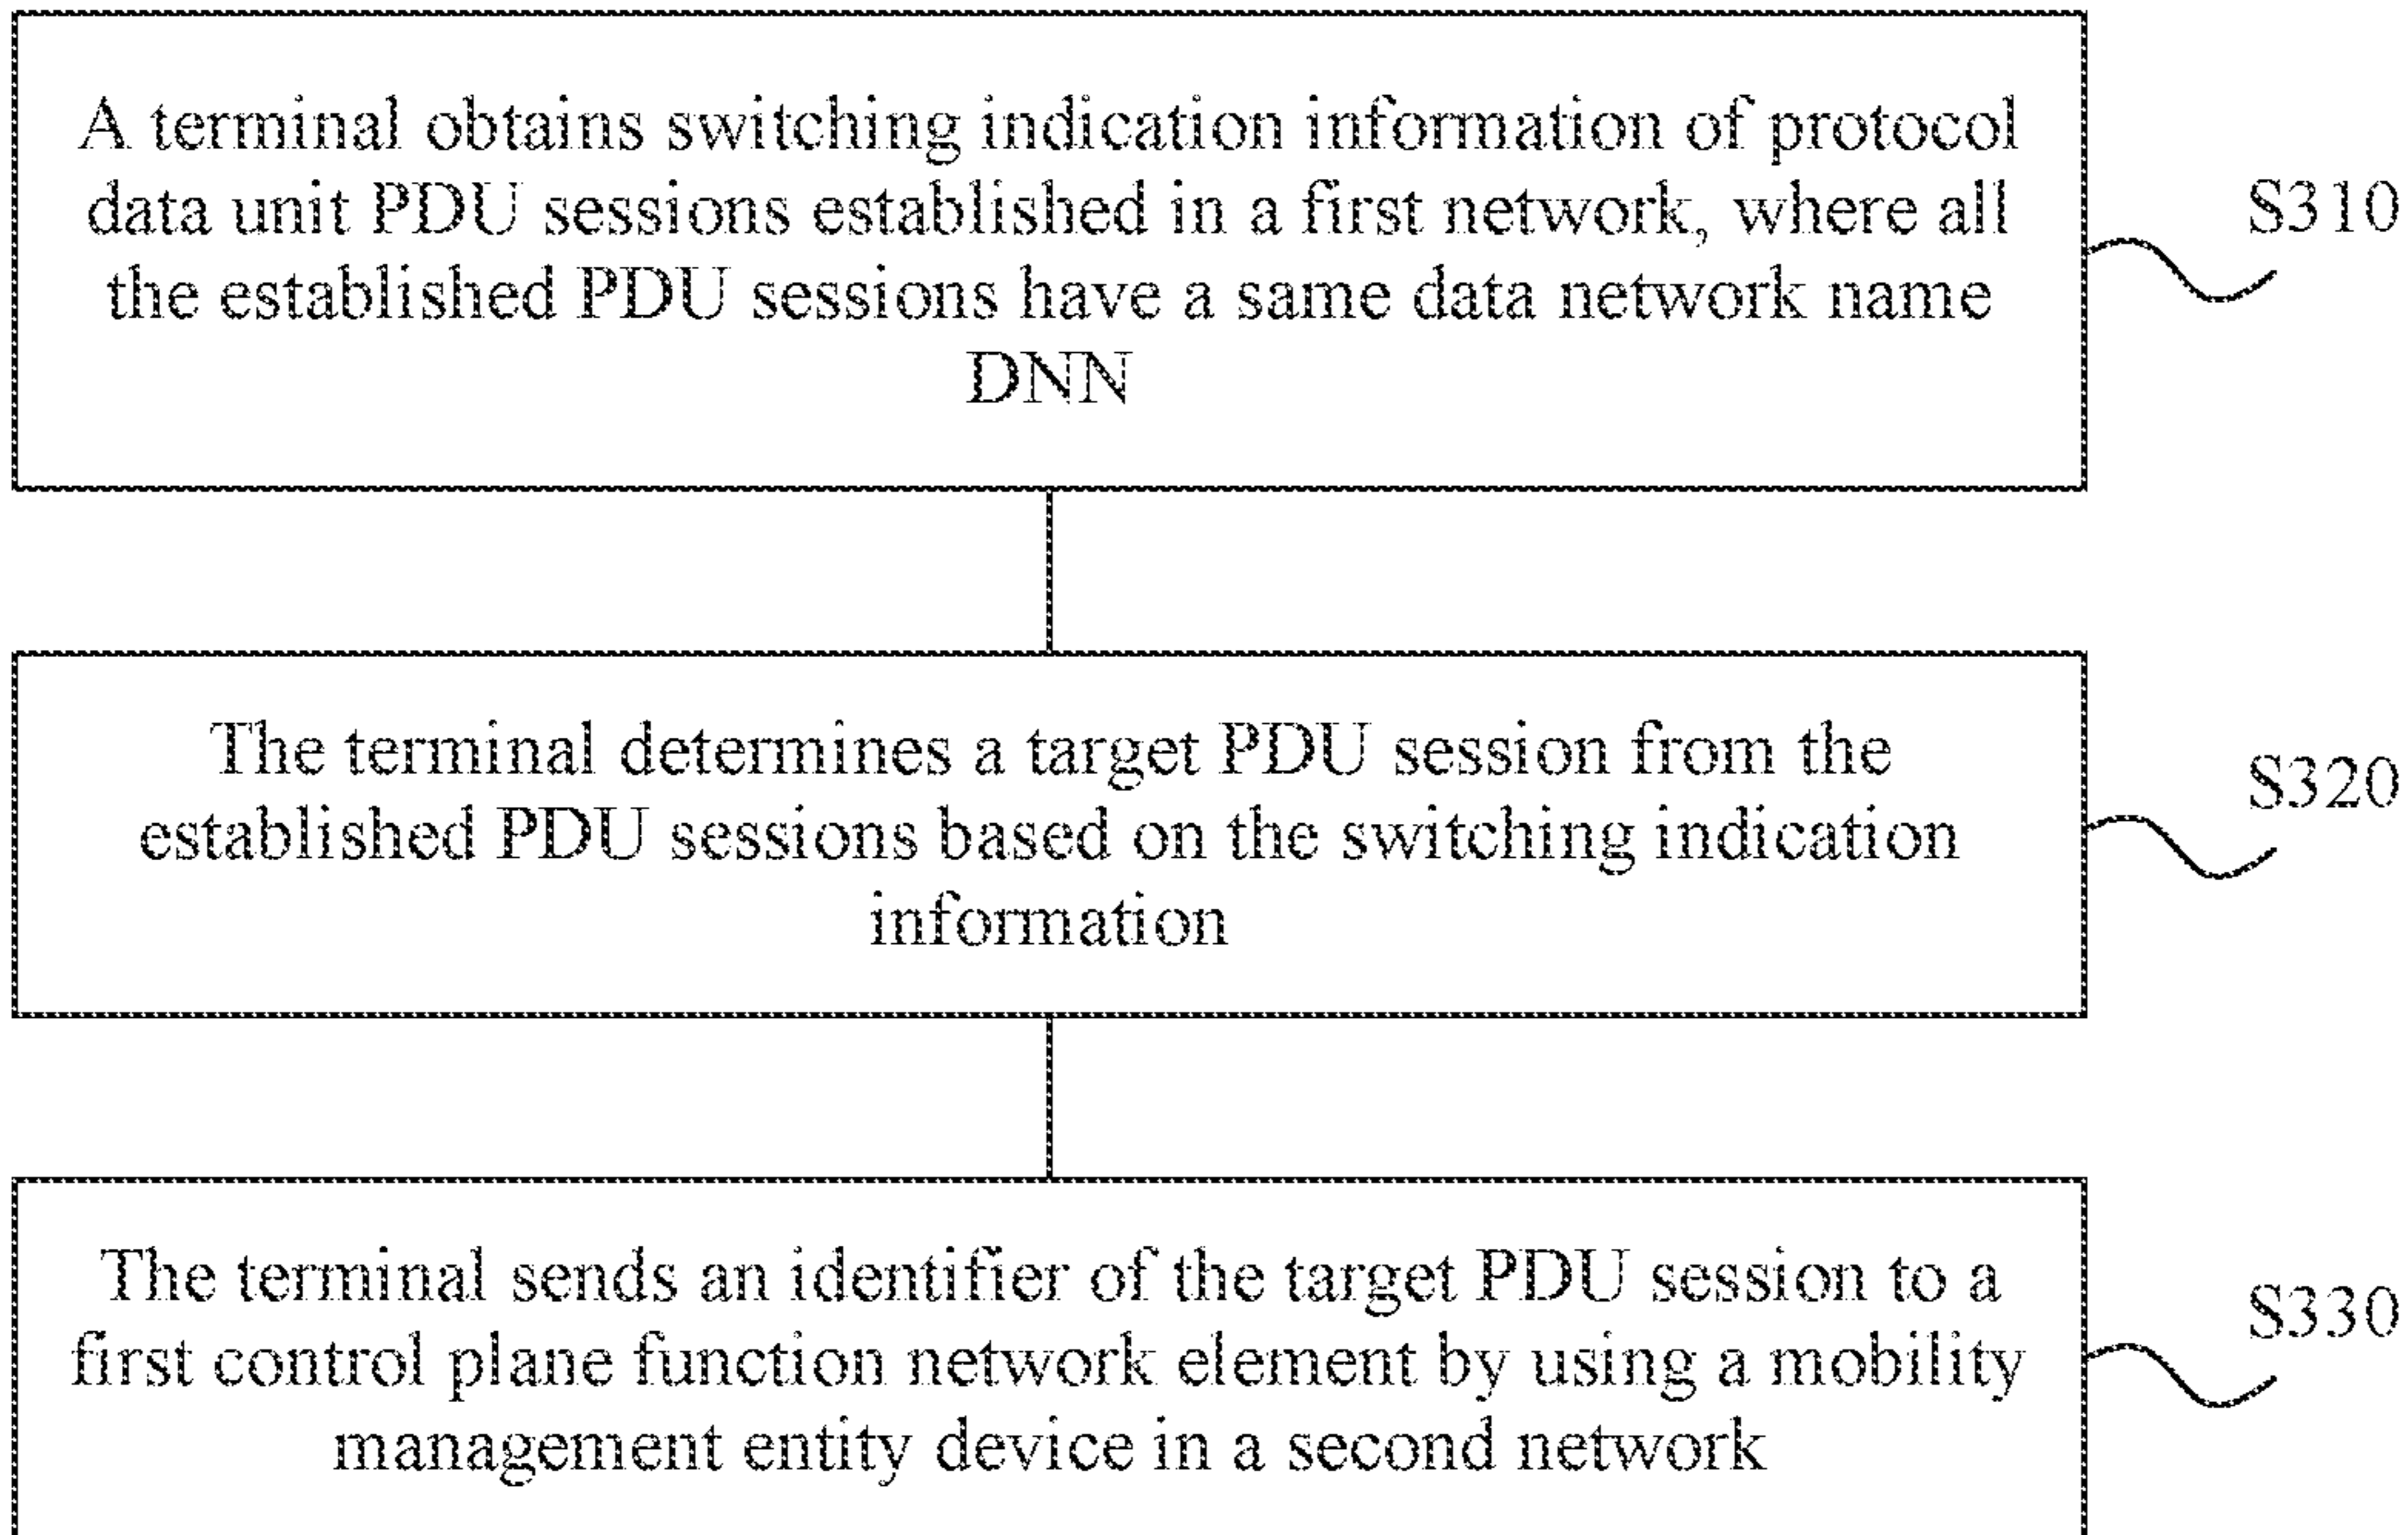 A terminal obtains switching indication information of protocol
data unit PDU sessions established in a first network, where all
the established PDU sessions have a same data network name
DNN
S310
The terminal determines a target PDU session from the
established PDU sessions based on the switching indication
information
S320
The terminal sends an identifier of the target PDU session to a
first control plane function network element by using a mobility
management entity device in a second network
S330